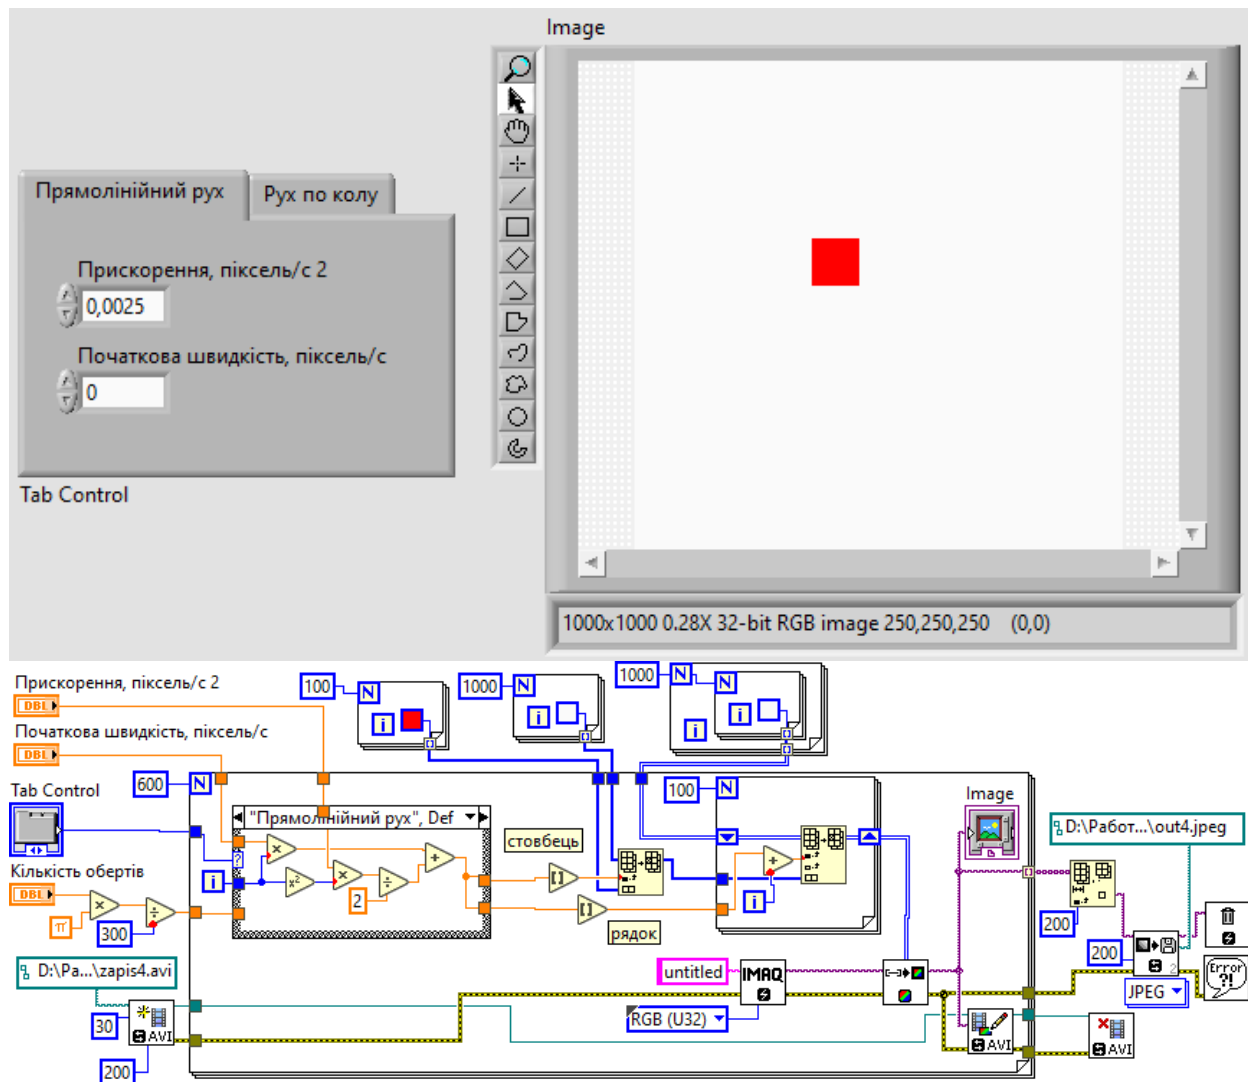 Image
Прямолінійний рух
Рух по колу
Прискорення, піксель/с 2
0,0025
Початкова швидкість, піксель/с
0
Tab Control
1000x1000 0.28X 32-bit RGB image 250,250,250 (0,0)
Прискорення, піксель/с 2
DBL
Початкова швидкість, піксель/с
DBL
100 N
i
1000 N
i
1000 N N
i i
Tab Control
600 N
"Прямолінійний рух", Def
100 N
Image
D:\Работ...\out4.jpeg
стовбець
?
i
x²
2
Кількість обертів
DBL
π
300
i
рядок
200
D:\Pa...\zapis4.avi
untitled
IMAQ
200
2
Error ?!
JPEG
RGB (U32)
30
AVI
AVI
AVI
200